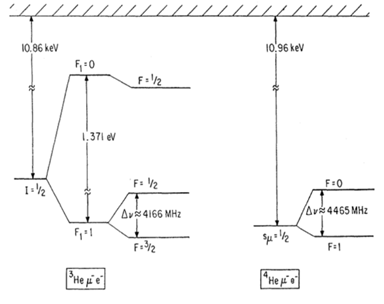 10.86 keV
10.96 keV
F₁=0
F=1/2
1.371 eV
I=1/2
F=1/2
Δν≈4166 MHz
F₁=1
F=3/2
F=0
Δν≈4465 MHz
sμ=1/2
F=1
³He μ⁻e⁻
⁴He μ⁻e⁻